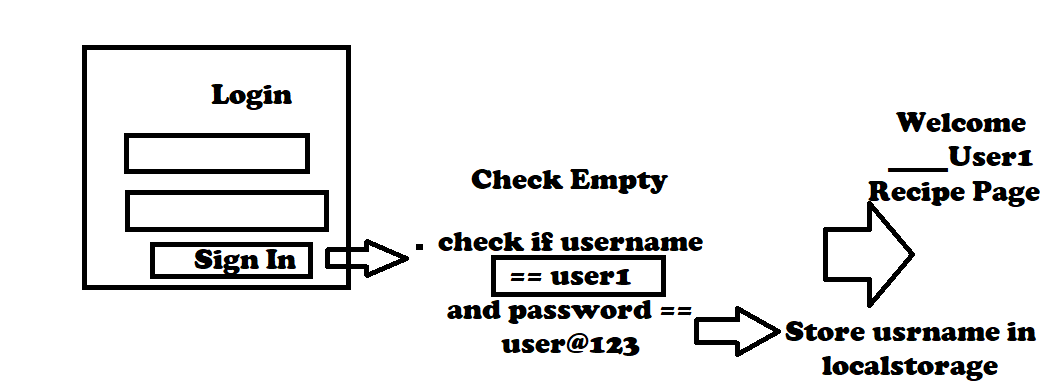 Login
Sign In
Check Empty
check if username
== user1
and password ==
user@123
Store usrname in
localstorage
Welcome
____User1
Recipe Page